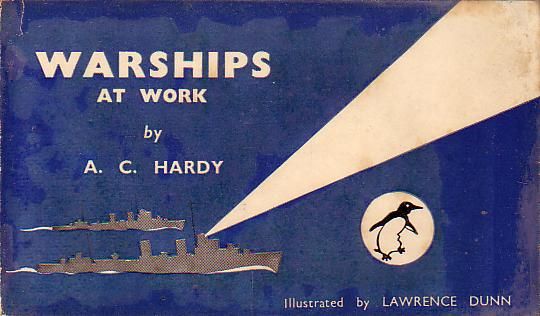 WARSHIPS
AT WORK
by
A. C. HARDY
Illustrated by LAWRENCE DUNN